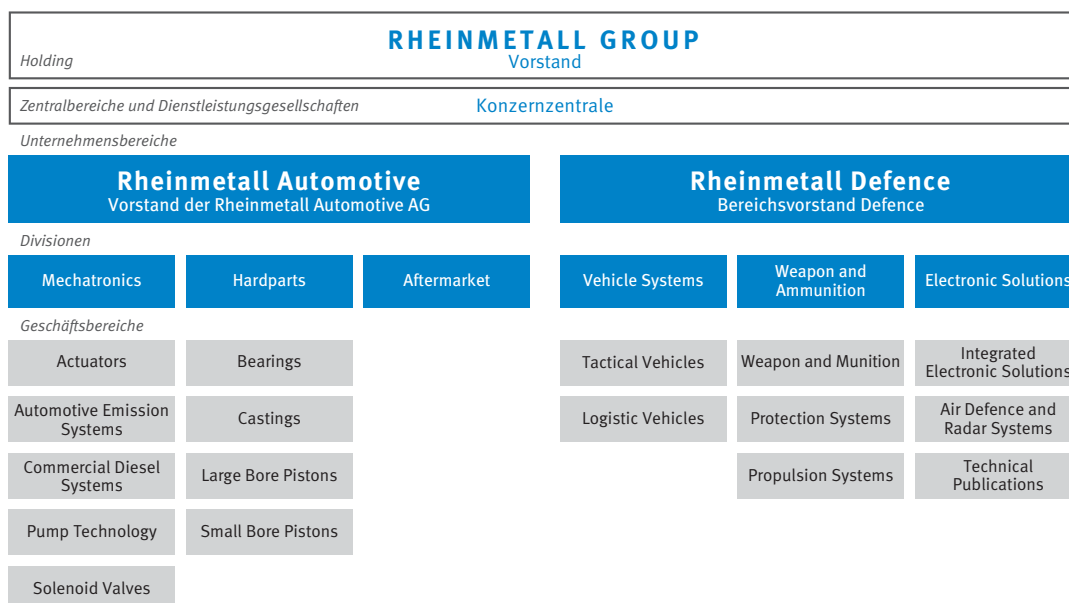 RHEINMETALL GROUP
Holding
Vorstand
Zentralbereiche und Dienstleistungsgesellschaften
Konzernzentrale
Unternehmensbereiche
Rheinmetall Automotive
Vorstand der Rheinmetall Automotive AG
Rheinmetall Defence
Bereichsvorstand Defence
Divisionen
Mechatronics
Hardparts
Aftermarket
Vehicle Systems
Weapon and
Ammunition
Electronic Solutions
Geschäftsbereiche
Actuators
Bearings
Tactical Vehicles
Weapon and Munition
Integrated
Electronic Solutions
Automotive Emission
Systems
Castings
Logistic Vehicles
Protection Systems
Air Defence and
Radar Systems
Commercial Diesel
Systems
Large Bore Pistons
Propulsion Systems
Technical
Publications
Pump Technology
Small Bore Pistons
Solenoid Valves